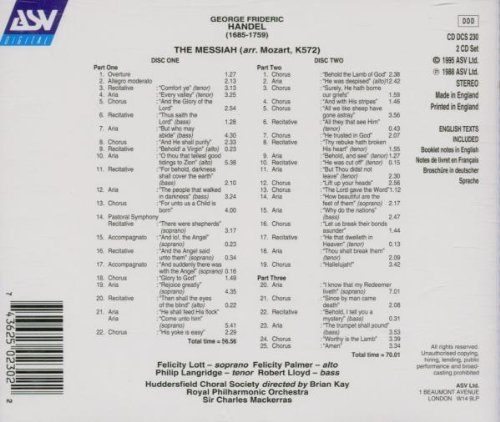 ASV
DIGITAL
GEORGE FRIDERIC
HANDEL
(1685-1759)
THE MESSIAH (arr. Mozart, K572)
DISC ONE
Part One
1. Overture 1.27
2. Allegro moderato 2.13
3. Recitative "Comfort ye" (tenor) 3.13
4. Aria "Every valley" (tenor) 3.25
5. Chorus "And the Glory of the
Lord" 2.54
6. Recitative "Thus saith the
Lord" (bass) 1.28
7. Aria "But who may
abide" (bass) 4.30
8. Chorus "And He shall purify" 2.33
9. Recitative "Behold a Virgin" (alto) 0.23
10. Aria "O thou that tellest good
tidings to Zion" (alto) 5.38
11. Recitative "For behold, darkness
shall cover the earth"
(bass) 2.10
12. Aria "The people that walked
in darkness" (bass) 3.24
13. Chorus "For unto us a Child is
born" 4.00
14. Pastoral Symphony
Recitative "There were shepherds"
(soprano) 3.17
15. Accompagnato "And lo!, the Angel"
(soprano) 0.23
16. Recitative "And the Angel said
unto them" (soprano) 0.34
17. Accompagnato "And suddenly there was
with the Angel" (soprano) 0.16
18. Chorus "Glory to God" 1.49
19. Aria "Rejoice greatly"
(soprano) 4.35
20. Recitative "Then shall the eyes
of the blind" (alto) 0.22
21. Aria "He shall feed His flock"
Aria "Come unto him"
(soprano) 5.41
22. Chorus "His yoke is easy" 2.29
Total time = 56.56
DISC TWO
Part Two
1. Chorus "Behold the Lamb of God" 2.38
2. Aria "He was despised" (alto) 12.42
3. Chorus "Surely, He hath borne
our griefs" 1.59
4. Chorus "And with His stripes" 1.46
5. Chorus "All we like sheep have
gone astray" 3.56
6. Recitative "All they that see Him"
(tenor) 0.43
7. Chorus "He trusted in God" 2.07
8. Recitative "Thy rebuke hath broken
His heart" (tenor) 1.55
9. Aria "Behold, and see" (tenor) 1.27
10. Recitative "He was cut off" (tenor) 0.15
11. Aria "But Thou didst not
leave" (tenor) 2.30
12. Chorus "Lift up your heads" 2.56
13. Chorus "The Lord gave the Word" 1.12
14. Aria "How beautiful are the
feet of them" (soprano) 2.17
15. Aria "Why do the nations"
(bass) 2.47
16. Chorus "Let us break their bonds
asunder" 1.44
17. Recitative "He that dwelleth in
Heaven" (tenor) 0.13
18. Aria "Thou shall break them"
(tenor) 2.09
19. Chorus "Hallelujah!" 3.42
Part Three
20. Aria "I know that my Redeemer
liveth" (soprano) 7.01
21. Chorus "Since by man came
death" 2.08
22. Recitative "Behold, I tell you a
mystery" (bass) 0.31
23. Aria "The trumpet shall sound"
(bass) 3.53
24. Chorus "Worthy is the Lamb" 3.39
25. Chorus "Amen" 3.34
Total time = 70.01
Felicity Lott – soprano Felicity Palmer – alto
Philip Langridge – tenor Robert Lloyd – bass
Huddersfield Choral Society directed by Brian Kay
Royal Philharmonic Orchestra
Sir Charles Mackerras
DDD
CD DCS 230
2 CD Set
© 1995 ASV Ltd.
℗ 1988 ASV Ltd.
STEREO
Made in England
Printed in England
ENGLISH TEXTS
INCLUDED
Booklet notes in English
Notes de livret en Français
Broschüre in deutscher
Sprache
All rights reserved.
Unauthorised copying,
hiring, lending, public
performance and broad-
casting prohibited
ASV Ltd.
1 BEAUMONT AVENUE
LONDON W14 9LP
7 43625 02302 2